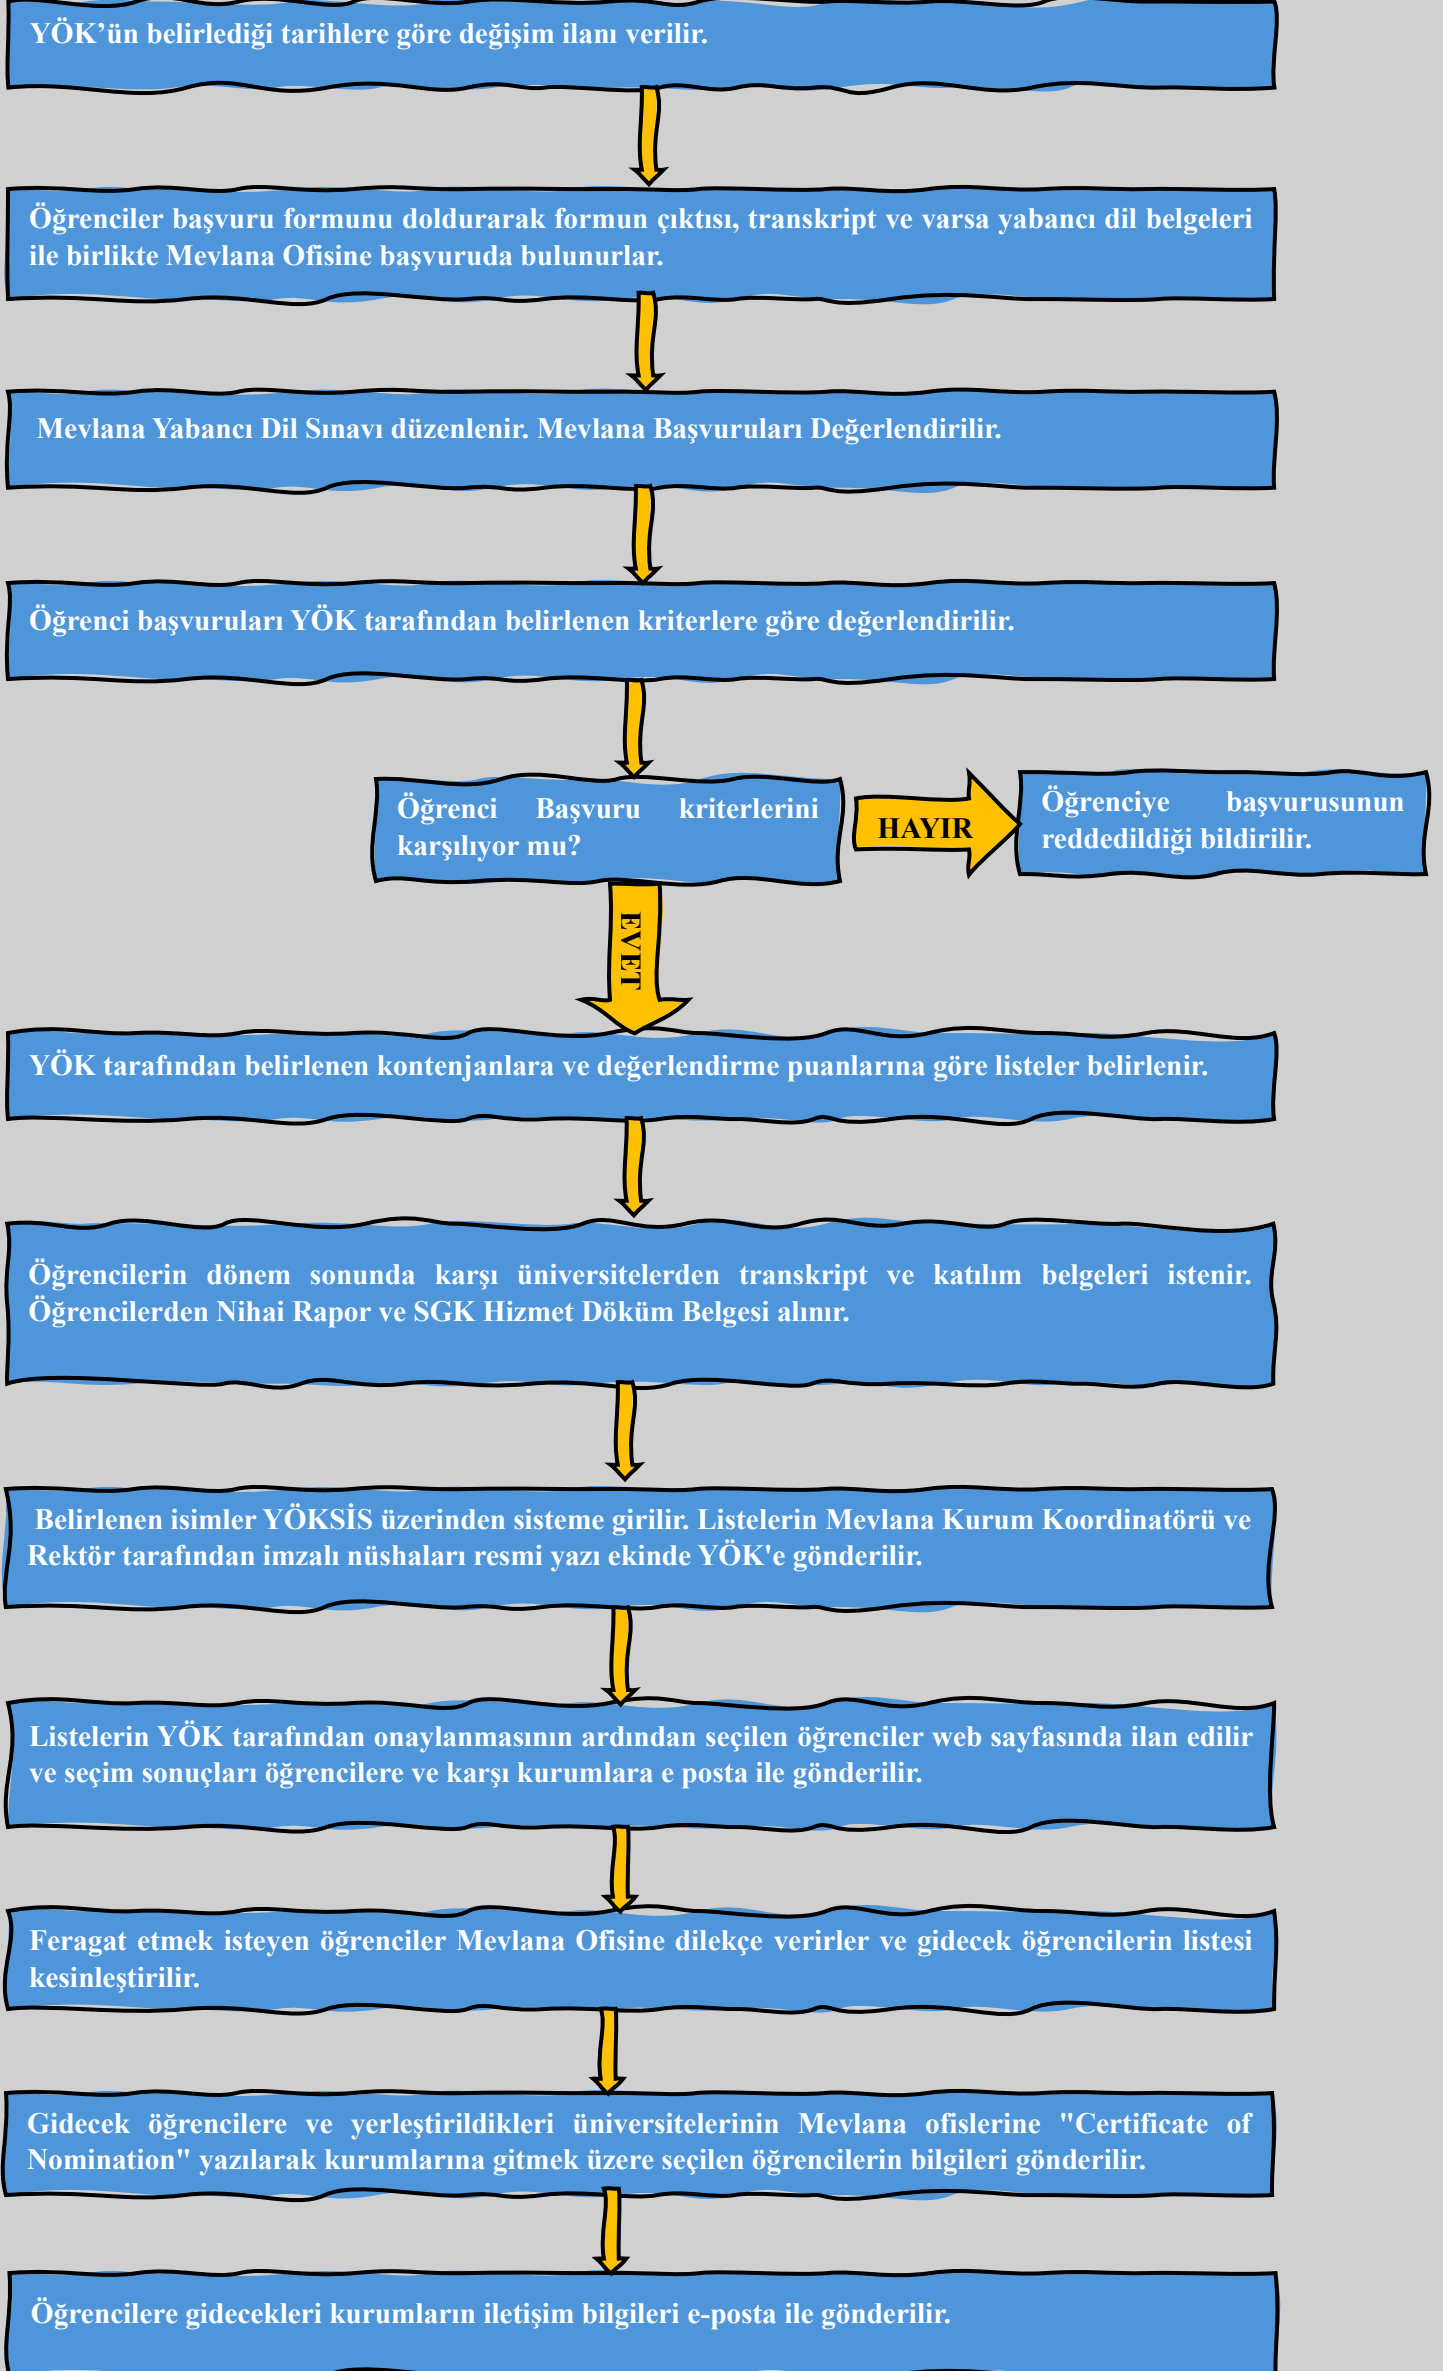 YÖK’ün belirlediği tarihlere göre değişim ilanı verilir.
Öğrenciler başvuru formunu doldurarak formun çıktısı, transkript ve varsa yabancı dil belgeleri
ile birlikte Mevlana Ofisine başvuruda bulunurlar.
Mevlana Yabancı Dil Sınavı düzenlenir. Mevlana Başvuruları Değerlendirilir.
Öğrenci başvuruları YÖK tarafından belirlenen kriterlere göre değerlendirilir.
Öğrenci Başvuru kriterlerini
karşılıyor mu?
HAYIR
Öğrenciye başvurusunun
reddedildiği bildirilir.
EVET
YÖK tarafından belirlenen kontenjanlara ve değerlendirme puanlarına göre listeler belirlenir.
Öğrencilerin dönem sonunda karşı üniversitelerden transkript ve katılım belgeleri istenir.
Öğrencilerden Nihai Rapor ve SGK Hizmet Döküm Belgesi alınır.
Belirlenen isimler YÖKSİS üzerinden sisteme girilir. Listelerin Mevlana Kurum Koordinatörü ve
Rektör tarafından imzalı nüshaları resmi yazı ekinde YÖK'e gönderilir.
Listelerin YÖK tarafından onaylanmasının ardından seçilen öğrenciler web sayfasında ilan edilir
ve seçim sonuçları öğrencilere ve karşı kurumlara e posta ile gönderilir.
Feragat etmek isteyen öğrenciler Mevlana Ofisine dilekçe verirler ve gidecek öğrencilerin listesi
kesinleştirilir.
Gidecek öğrencilere ve yerleştirildikleri üniversitelerinin Mevlana ofislerine "Certificate of
Nomination" yazılarak kurumlarına gitmek üzere seçilen öğrencilerin bilgileri gönderilir.
Öğrencilere gidecekleri kurumların iletişim bilgileri e-posta ile gönderilir.